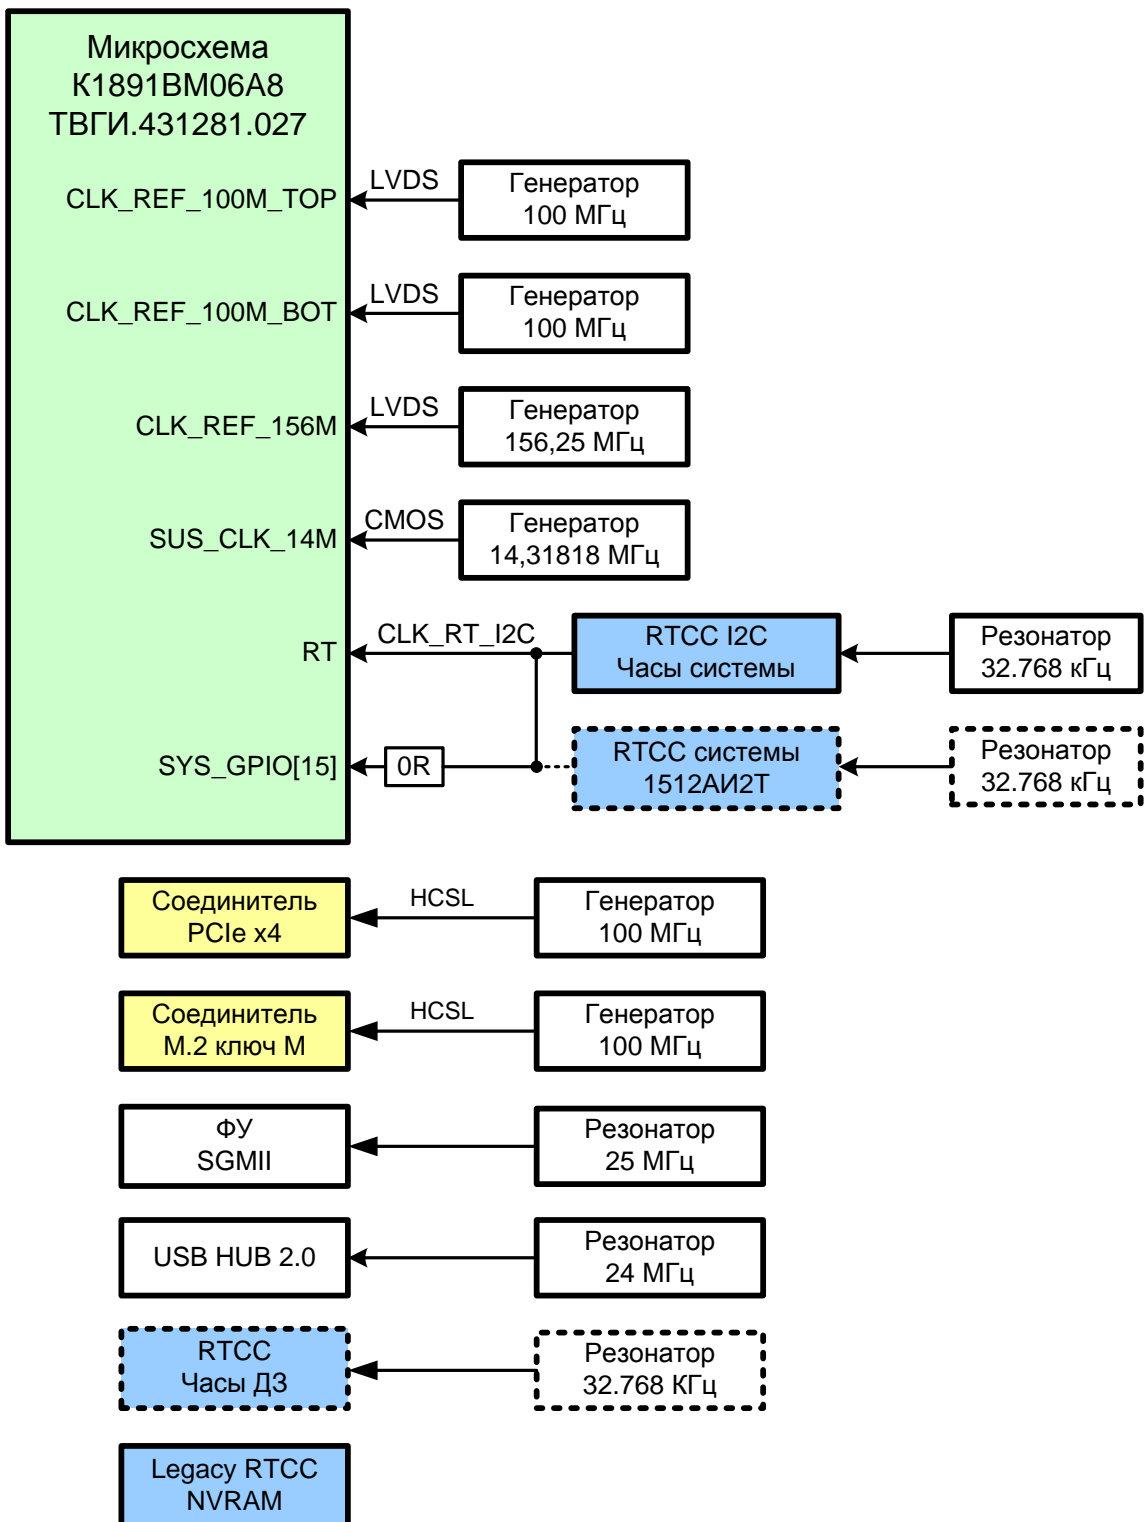 Микросхема
К1891ВМ06А8
ТВГИ.431281.027
CLK_REF_100M_TOP
LVDS
Генератор
100 МГц
CLK_REF_100M_BOT
LVDS
Генератор
100 МГц
CLK_REF_156M
LVDS
Генератор
156,25 МГц
SUS_CLK_14M
CMOS
Генератор
14,31818 МГц
RT
CLK_RT_I2C
RTCC I2C
Часы системы
Резонатор
32.768 кГц
SYS_GPIO[15]
0R
RTCC системы
1512АИ2Т
Резонатор
32.768 кГц
Соединитель
PCIe x4
HCSL
Генератор
100 МГц
Соединитель
М.2 ключ М
HCSL
Генератор
100 МГц
ФУ
SGMII
Резонатор
25 МГц
USB HUB 2.0
Резонатор
24 МГц
RTCC
Часы ДЗ
Резонатор
32.768 КГц
Legacy RTCC
NVRAM